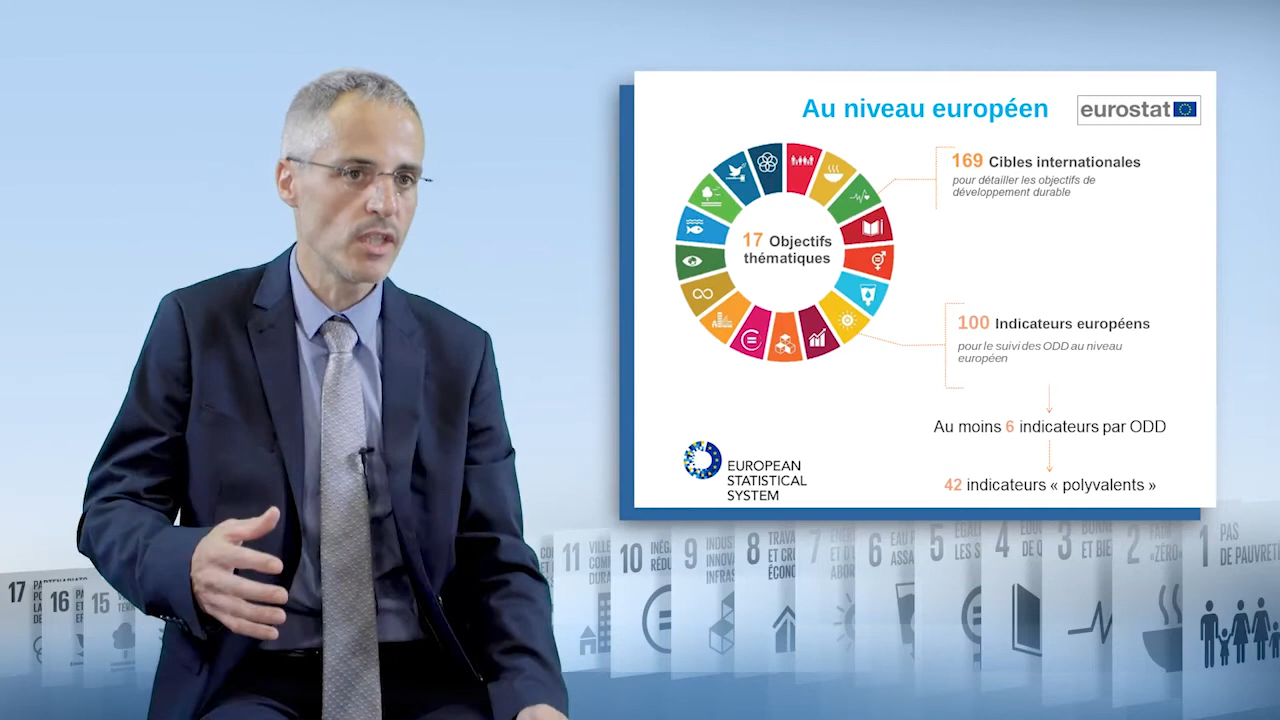 Au niveau européen
eurostat
169 Cibles internationales
pour détailler les objectifs de
développement durable
17 Objectifs
thématiques
100 Indicateurs européens
pour le suivi des ODD au niveau
européen
Au moins 6 indicateurs par ODD
42 indicateurs « polyvalents »
EUROPEAN
STATISTICAL
SYSTEM
17
16
15
11
10
9
8
7
6
5
4
3
2
1 PAS